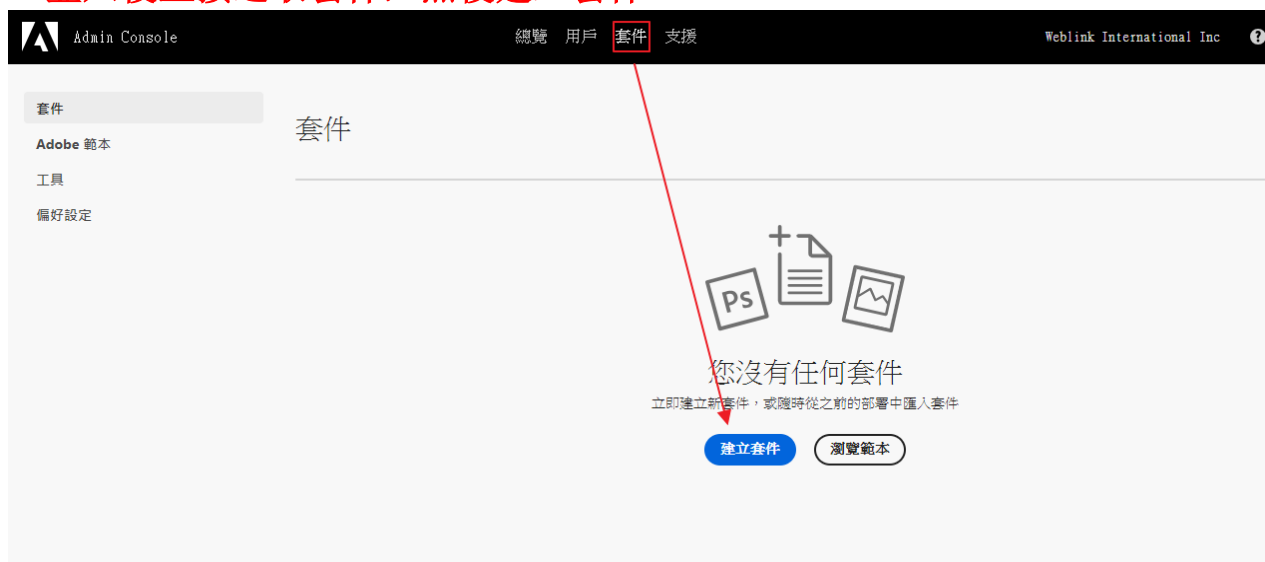 Admin Console 總覽 用戶 套件 支援 Weblink International Inc ?
套件
Adobe 範本
工具
偏好設定
套件
Ps
您沒有任何套件
立即建立新套件，或隨時從之前的部署中匯入套件
建立套件 瀏覽範本